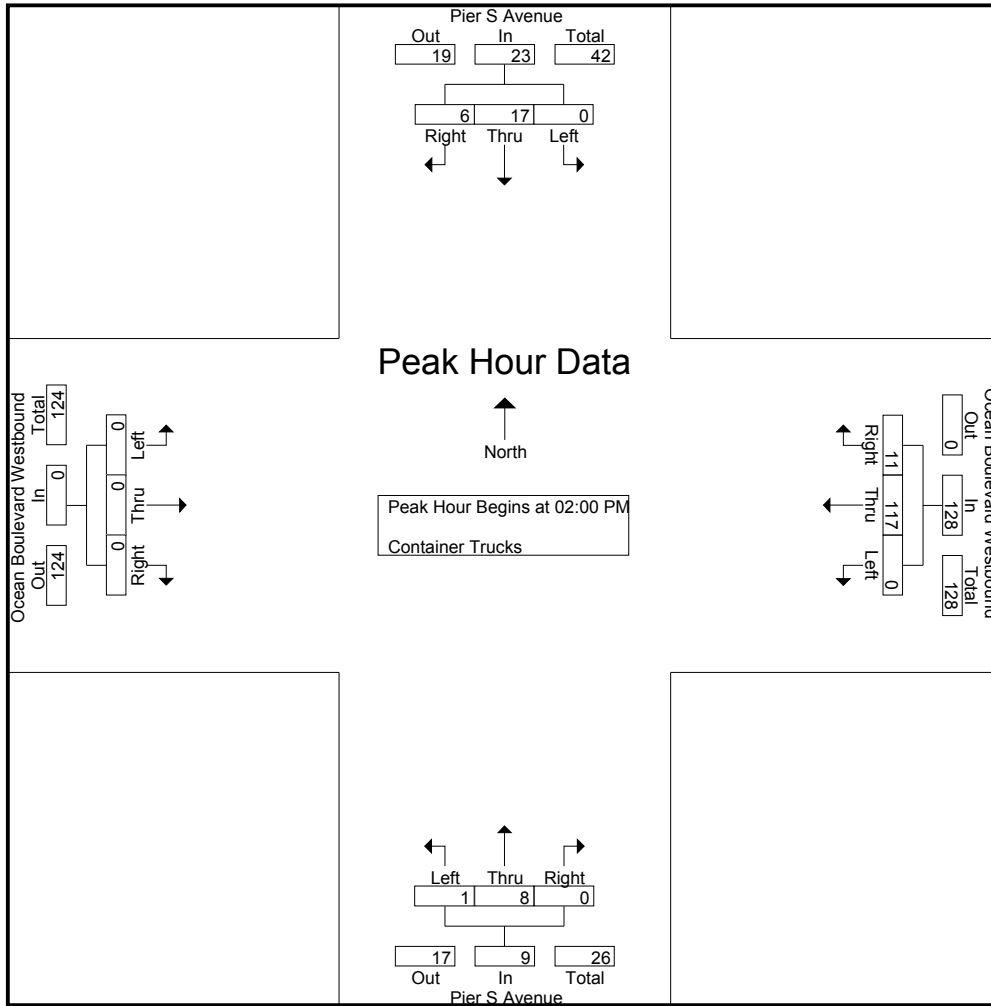 Pier S Avenue
Out In Total
19 23 42
6 17 0
Right Thru Left
Peak Hour Data
North
Peak Hour Begins at 02:00 PM
Container Trucks
Ocean Boulevard Westbound
Total In Out
124 0 124
0 0 0
Left Thru Right
Ocean Boulevard Westbound
Out In Total
0 128 128
11 117 0
Right Thru Left
Left Thru Right
1 8 0
17 9 26
Out In Total
Pier S Avenue